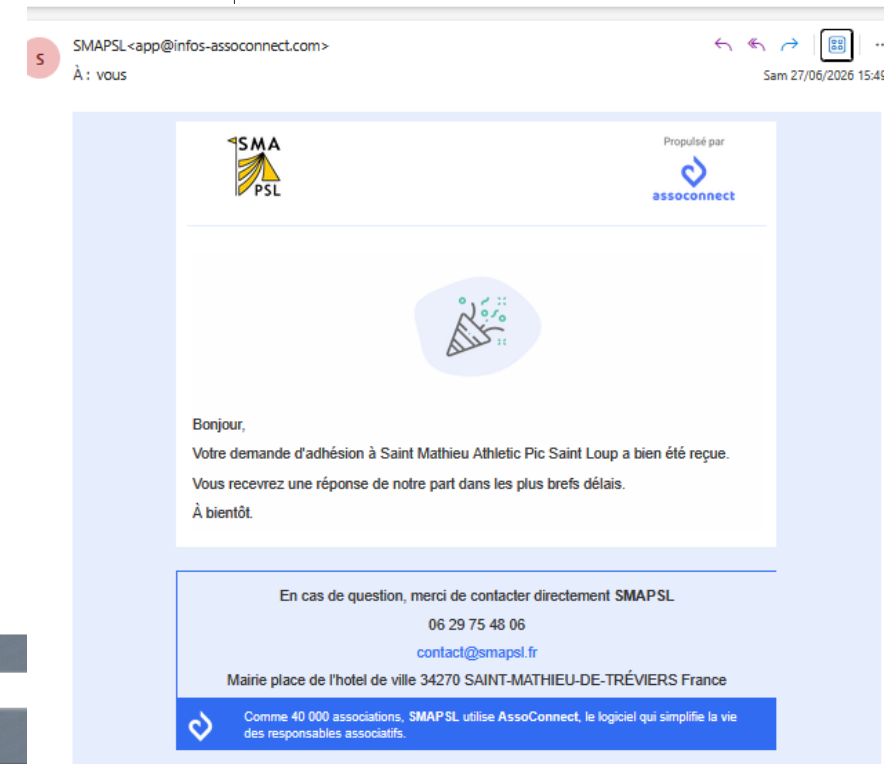 S
SMAPSL<app@infos-assoconnect.com>
À : vous
Sam 27/06/2026 15:49
SMA
PSL
Propulsé par
assoconnect
Bonjour,
Votre demande d'adhésion à Saint Mathieu Athletic Pic Saint Loup a bien été reçue.
Vous recevrez une réponse de notre part dans les plus brefs délais.
À bientôt.
En cas de question, merci de contacter directement SMAPSL
06 29 75 48 06
contact@smapsl.fr
Mairie place de l'hotel de ville 34270 SAINT-MATHIEU-DE-TRÉVIERS France
Comme 40 000 associations, SMAPSL utilise AssoConnect, le logiciel qui simplifie la vie
des responsables associatifs.